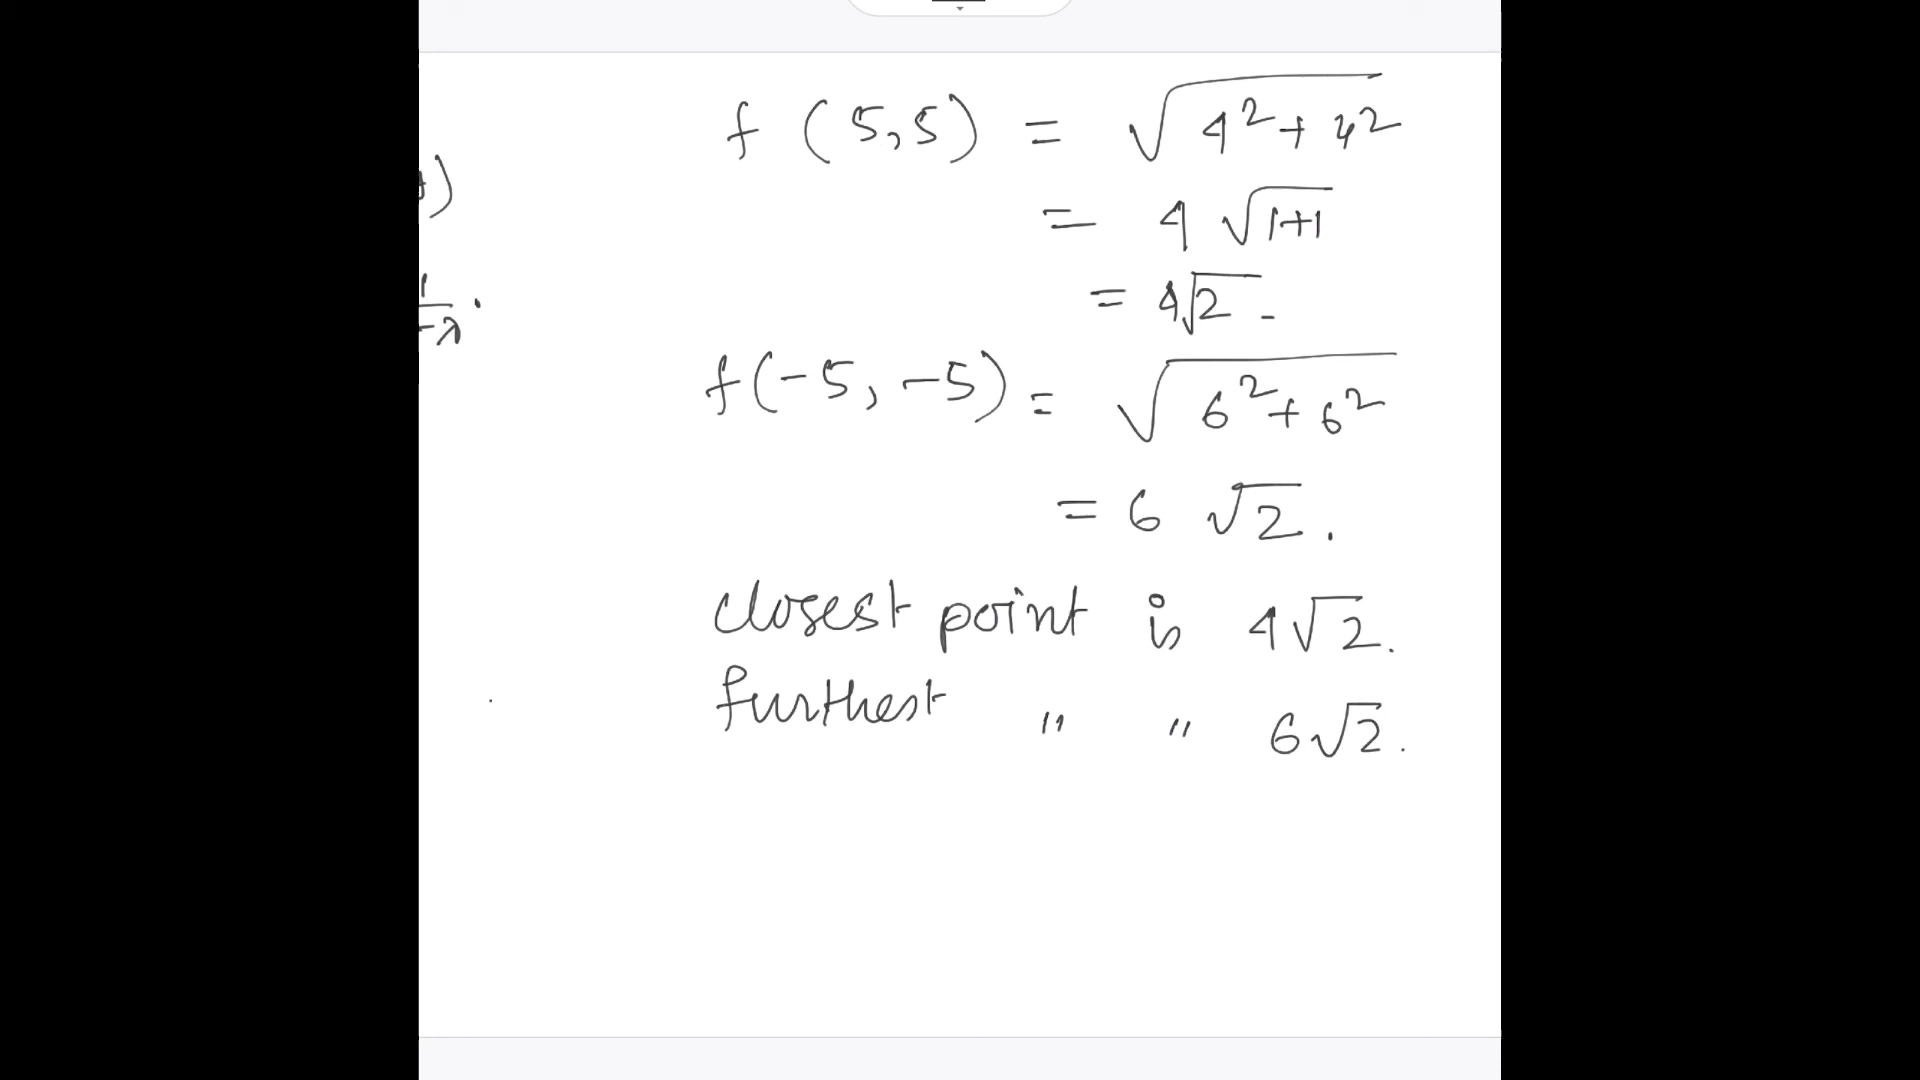 f (5,5) = √(4² + 4²)
)
= 4 √(1+1)
1/-λ .
= 4√2 .
f(-5, -5) = √(6² + 6²)
= 6 √2 .
closest point is 4√2.
furthest " " 6√2.